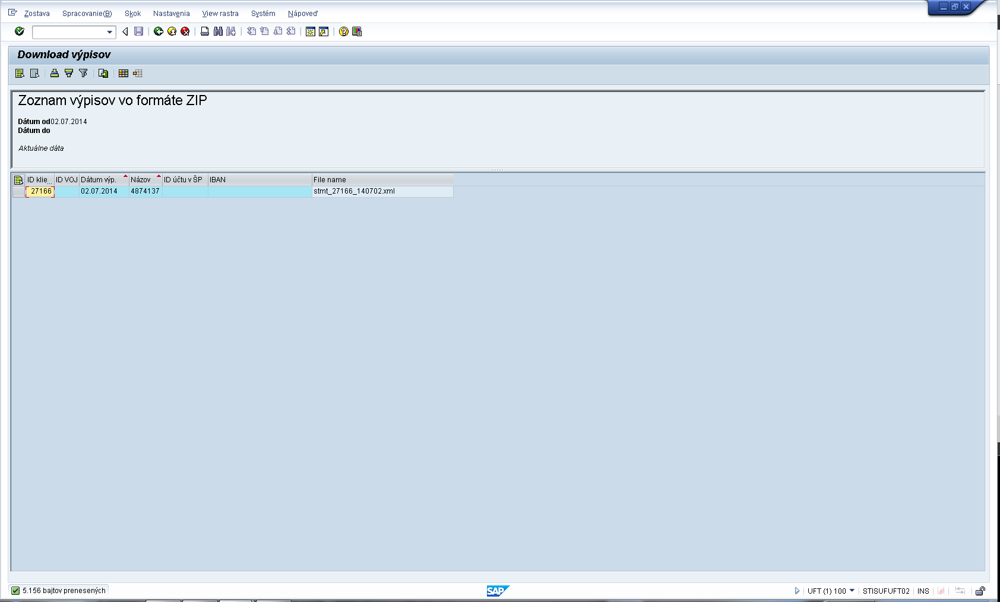 Zostava Spracovanie(B) Skok Nastavenia View rastra Systém Nápoveď
Download výpisov
Zoznam výpisov vo formáte ZIP
Dátum od02.07.2014
Dátum do
Aktuálne dáta
ID klie... ID VOJ Dátum výp. Názov ID účtu v ŠP IBAN File name
27166 02.07.2014 4874137 stmt_27166_140702.xml
5.156 bajtov prenesených SAP UFT (1) 100 STISUFUFT02 INS